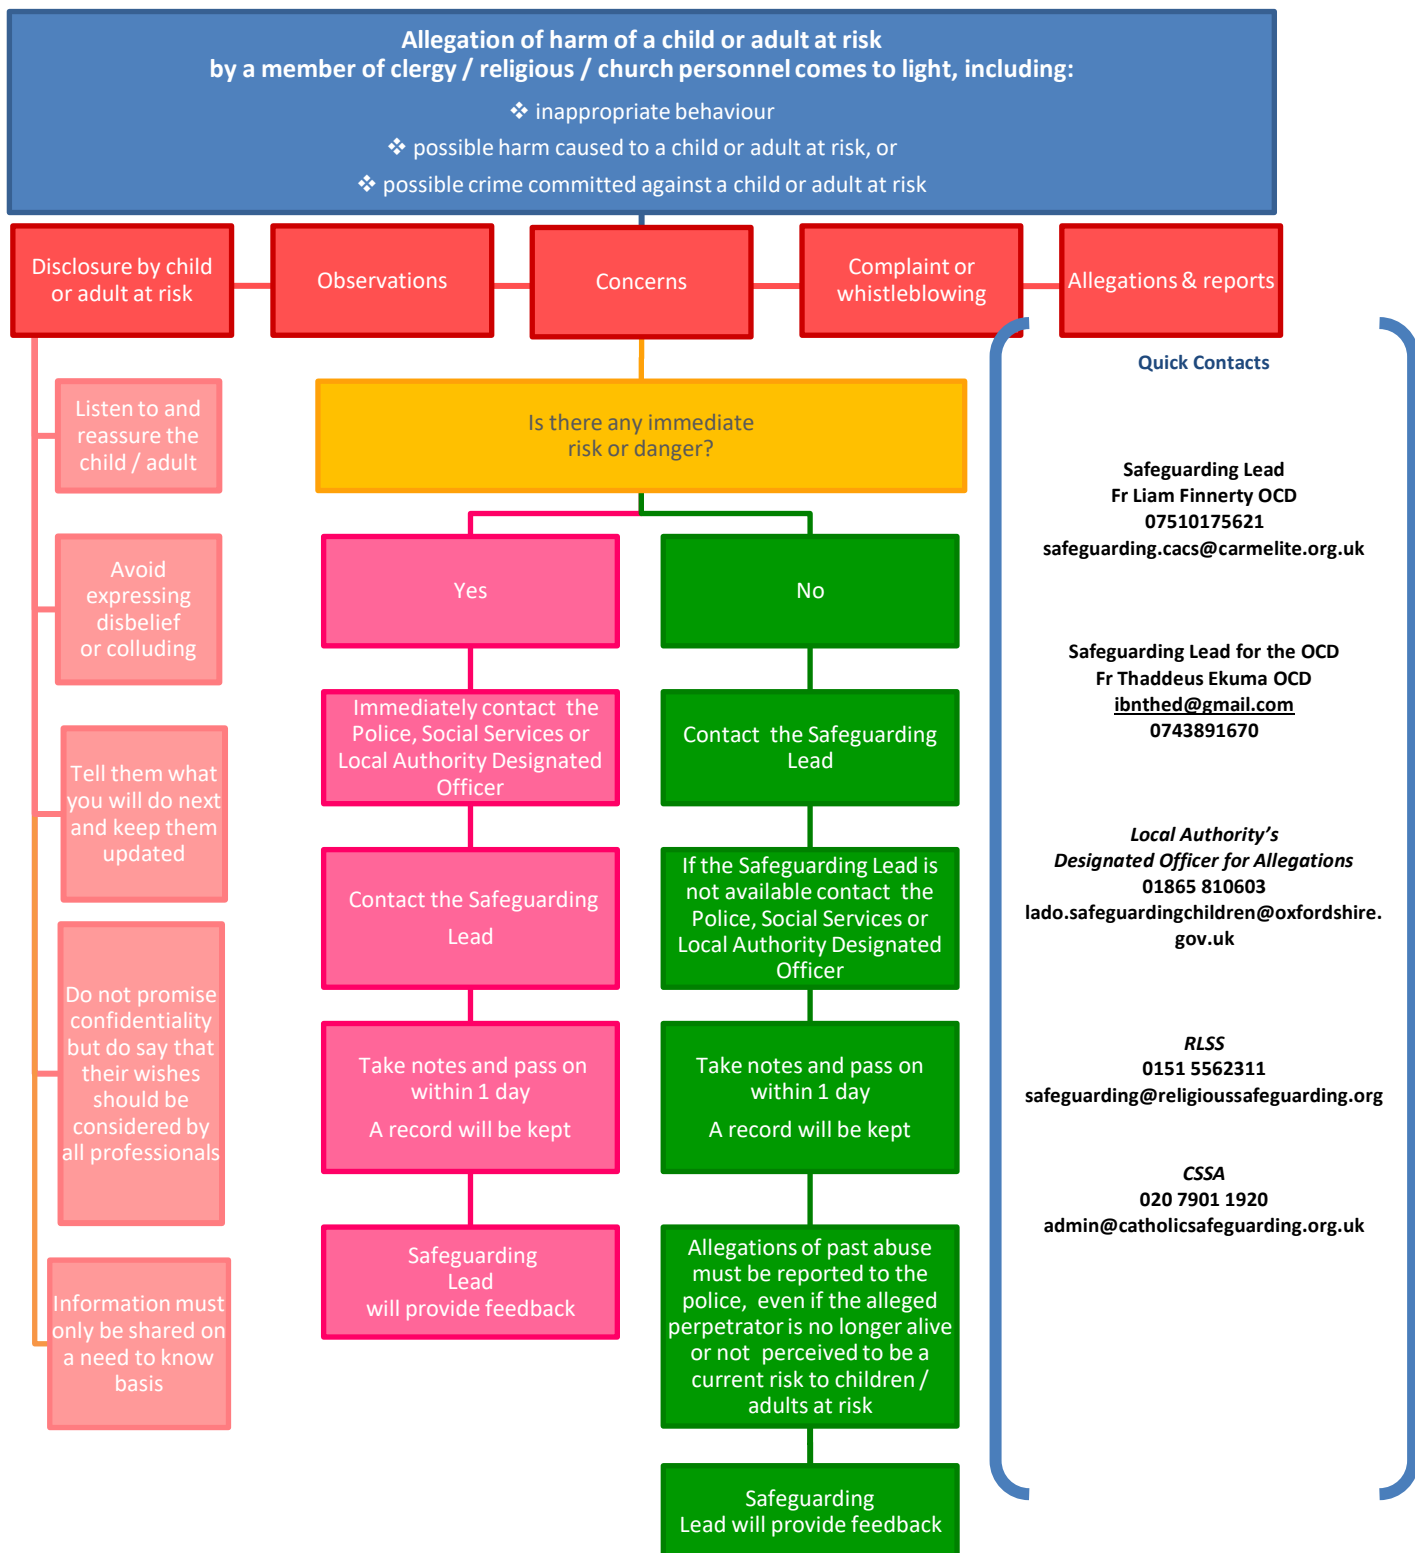 Allegation of harm of a child or adult at risk
by a member of clergy / religious / church personnel comes to light, including:
❖ inappropriate behaviour
❖ possible harm caused to a child or adult at risk, or
❖ possible crime committed against a child or adult at risk
Disclosure by child
or adult at risk
Observations
Concerns
Complaint or
whistleblowing
Allegations & reports
Listen to and
reassure the
child / adult
Avoid
expressing
disbelief
or colluding
Tell them what
you will do next
and keep them
updated
Do not promise
confidentiality
but do say that
their wishes
should be
considered by
all professionals
Information must
only be shared on
a need to know
basis
Is there any immediate
risk or danger?
Yes
Immediately contact the
Police, Social Services or
Local Authority Designated
Officer
Contact the Safeguarding
Lead
Take notes and pass on
within 1 day
A record will be kept
Safeguarding
Lead
will provide feedback
No
Contact the Safeguarding
Lead
If the Safeguarding Lead is
not available contact the
Police, Social Services or
Local Authority Designated
Officer
Take notes and pass on
within 1 day
A record will be kept
Allegations of past abuse
must be reported to the
police, even if the alleged
perpetrator is no longer alive
or not perceived to be a
current risk to children /
adults at risk
Safeguarding
Lead will provide feedback
Quick Contacts
Safeguarding Lead
Fr Liam Finnerty OCD
07510175621
safeguarding.cacs@carmelite.org.uk
Safeguarding Lead for the OCD
Fr Thaddeus Ekuma OCD
ibnthed@gmail.com
0743891670
Local Authority's
Designated Officer for Allegations
01865 810603
lado.safeguardingchildren@oxfordshire.
gov.uk
RLSS
0151 5562311
safeguarding@religioussafeguarding.org
CSSA
020 7901 1920
admin@catholicsafeguarding.org.uk